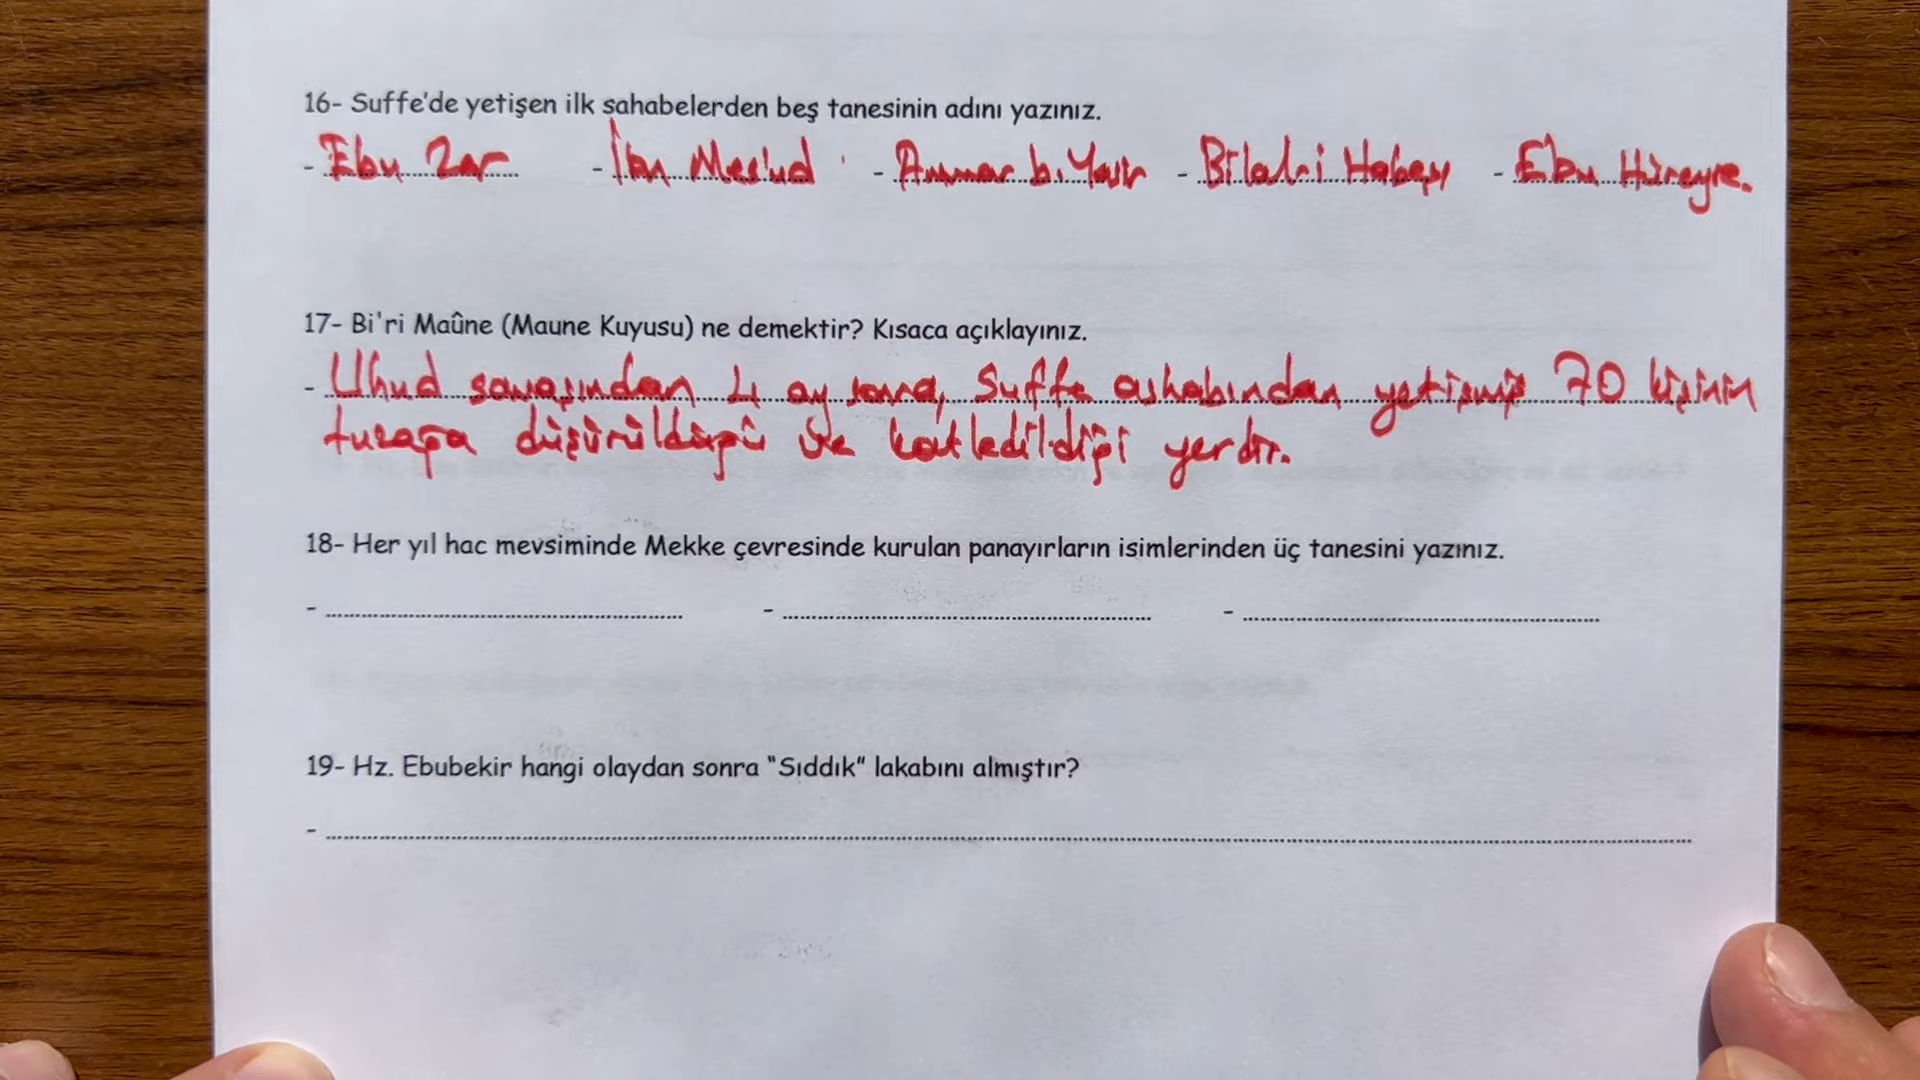 16- Suffe'de yetişen ilk sahabelerden beş tanesinin adını yazınız.
- Ebu Zer - İbn Mes'ud - Ammar b. Yasir - Bilal-i Habeşi - Ebu Hüreyre.
17- Bi'ri Maûne (Maune Kuyusu) ne demektir? Kısaca açıklayınız.
- Uhud savaşından 4 ay sonra, Suffe ashabından yetişmiş 70 kişinin
tuzağa düşürüldüğü ve katledildiği yerdir.
18- Her yıl hac mevsiminde Mekke çevresinde kurulan panayırların isimlerinden üç tanesini yazınız.
- - -
19- Hz. Ebubekir hangi olaydan sonra "Sıddık" lakabını almıştır?
-